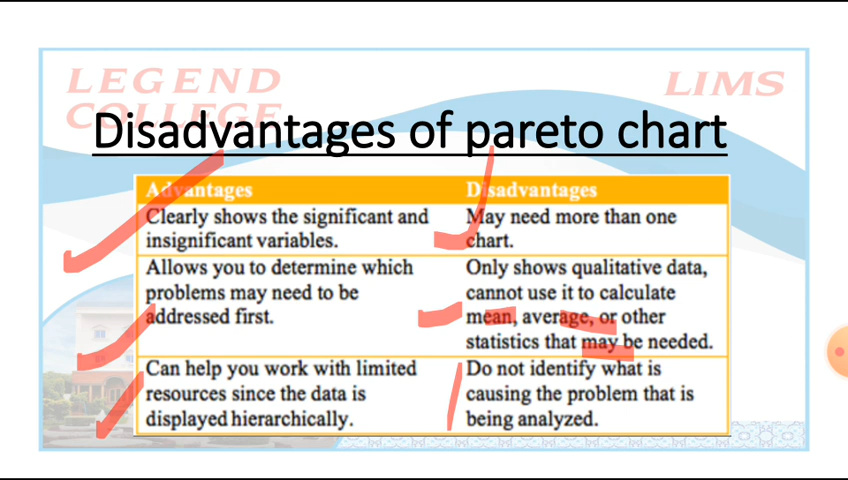 LEGEND
COLLEGE
LIMS
Disadvantages of pareto chart
Advantages
Disadvantages
Clearly shows the significant and
insignificant variables.
May need more than one
chart.
Allows you to determine which
problems may need to be
addressed first.
Only shows qualitative data,
cannot use it to calculate
mean, average, or other
statistics that may be needed.
Can help you work with limited
resources since the data is
displayed hierarchically.
Do not identify what is
causing the problem that is
being analyzed.